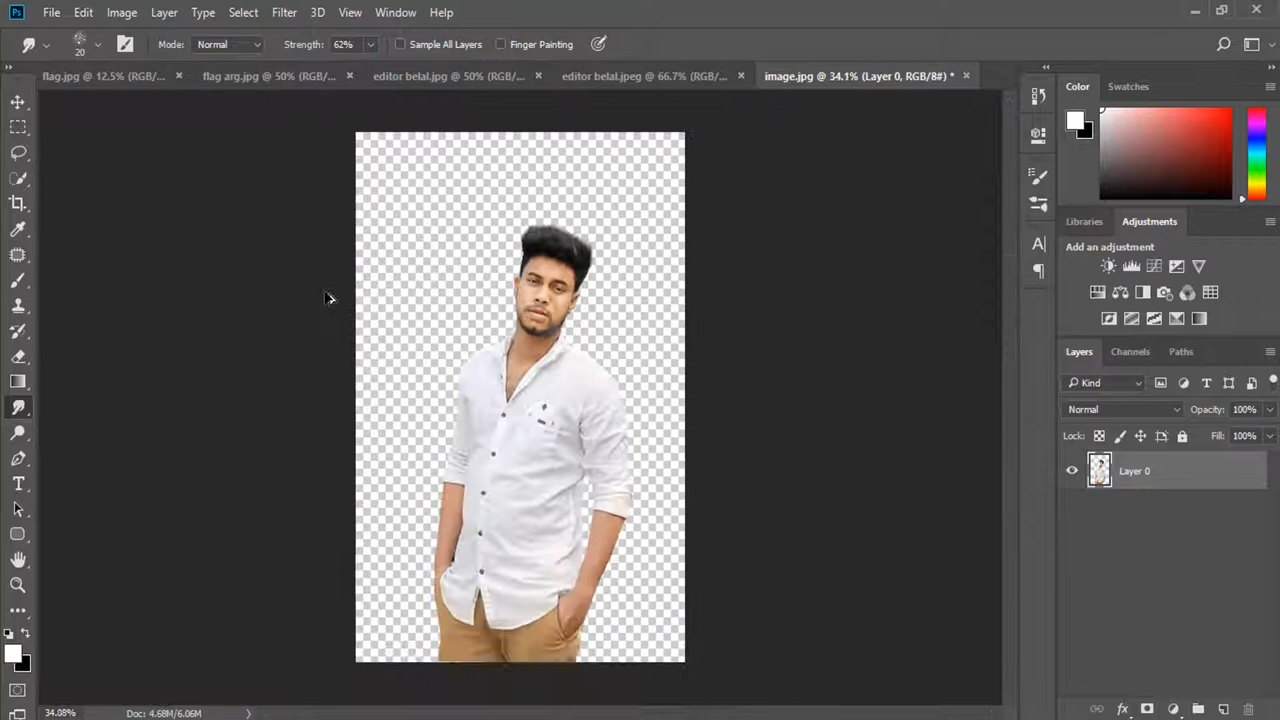 Ps File Edit Image Layer Type Select Filter 3D View Window Help
20 Mode: Normal Strength: 62% Sample All Layers Finger Painting
flag.jpg @ 12.5% (RGB/... × flag arg.jpg @ 50% (RGB/... × editor belal.jpg @ 50% (RGB/... × editor belal.jpeg @ 66.7% (RGB/... × image.jpg @ 34.1% (Layer 0, RGB/8#) * ×
Color Swatches
Libraries Adjustments
Add an adjustment
Layers Channels Paths
Kind
Normal Opacity: 100%
Lock: Fill: 100%
Layer 0
34.08% Doc: 4.68M/6.06M